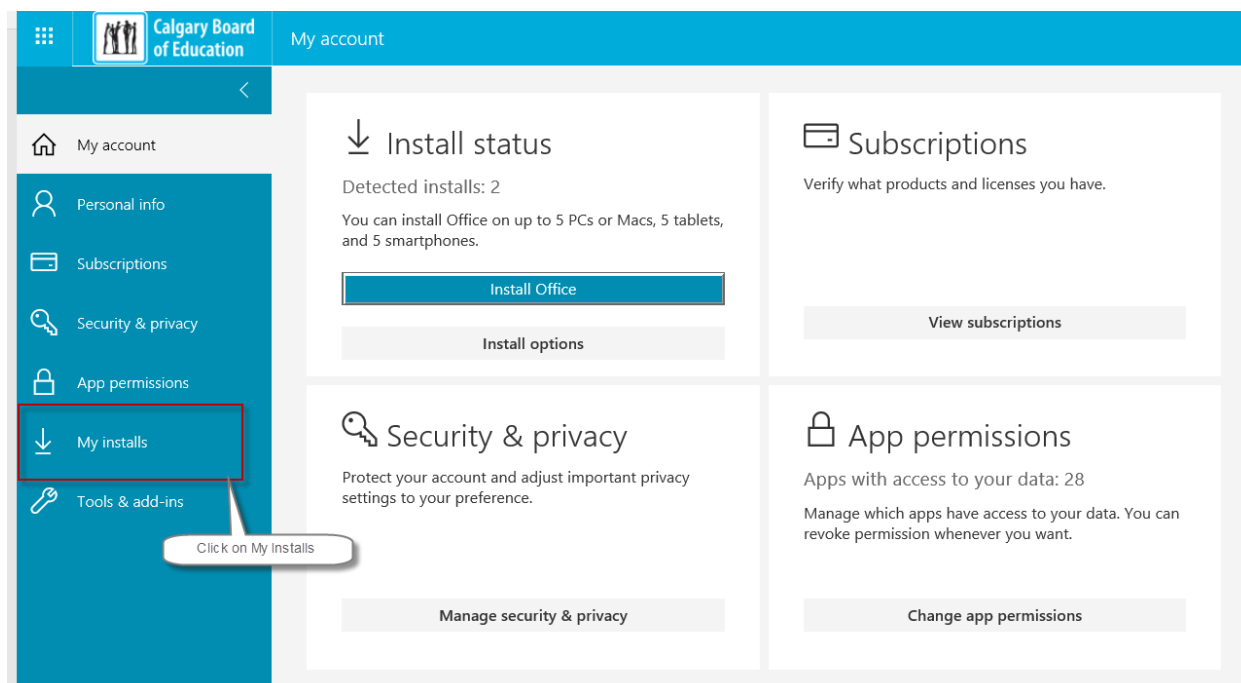 Calgary Board
of Education
My account
My account
Personal info
Subscriptions
Security & privacy
App permissions
My installs
Tools & add-ins
Click on My Installs
Install status
Detected installs: 2
You can install Office on up to 5 PCs or Macs, 5 tablets,
and 5 smartphones.
Install Office
Install options
Subscriptions
Verify what products and licenses you have.
View subscriptions
Security & privacy
Protect your account and adjust important privacy
settings to your preference.
Manage security & privacy
App permissions
Apps with access to your data: 28
Manage which apps have access to your data. You can
revoke permission whenever you want.
Change app permissions